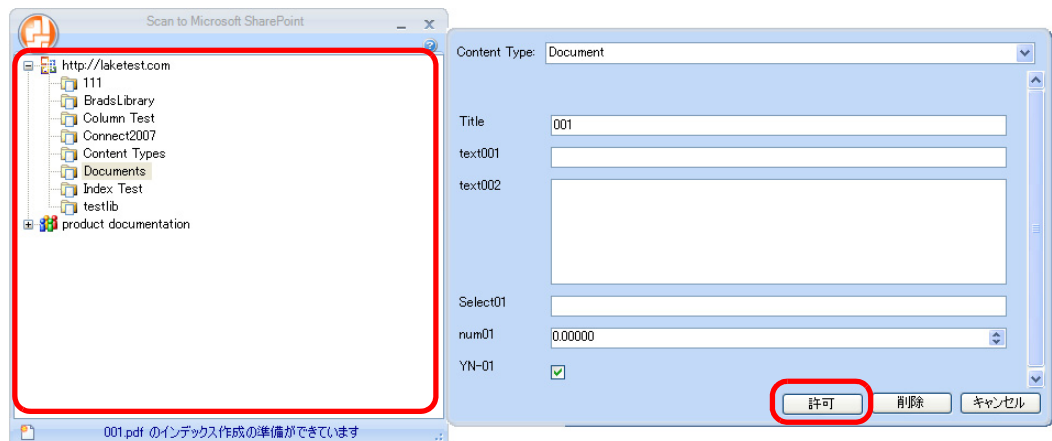 Scan to Microsoft SharePoint
http://laketest.com
111
BradsLibrary
Column Test
Connect2007
Content Types
Documents
Index Test
testlib
product documentation
001.pdf のインデックス作成の準備ができています
Content Type: Document
Title 001
text001
text002
Select01
num01 0.00000
YN-01
許可 削除 キャンセル